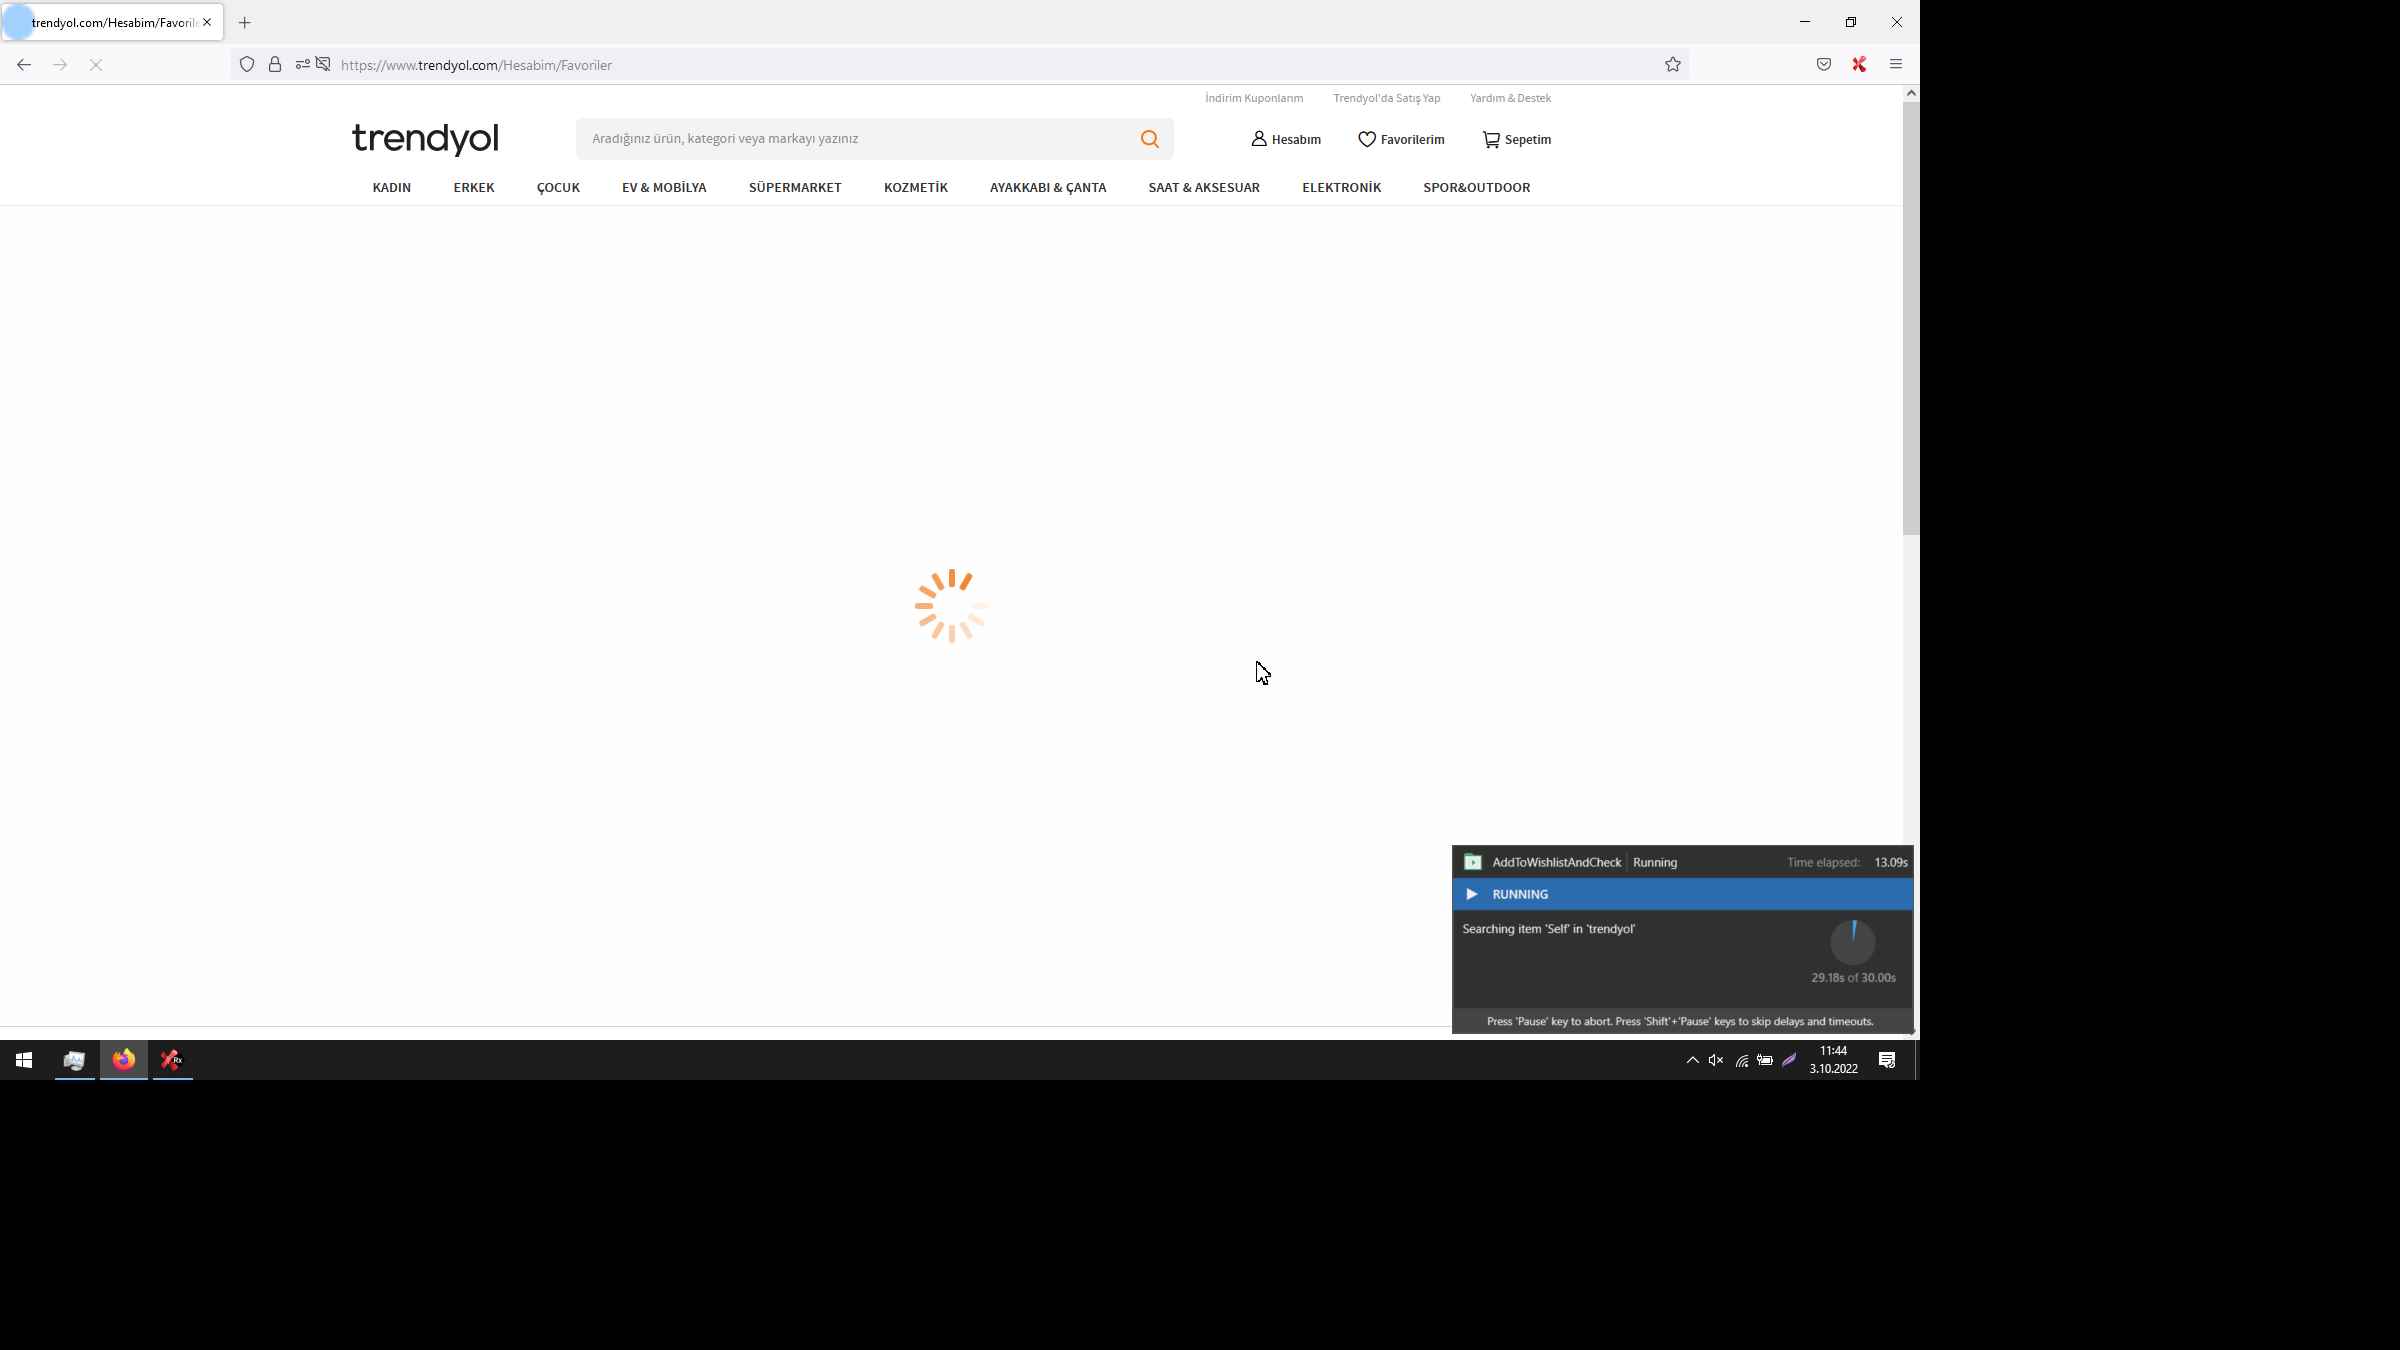 trendyol.com/Hesabim/Favoril
https://www.trendyol.com/Hesabim/Favoriler
İndirim Kuponlarım Trendyol'da Satış Yap Yardım & Destek
trendyol
Aradığınız ürün, kategori veya markayı yazınız
Hesabım Favorilerim Sepetim
KADIN ERKEK ÇOCUK EV & MOBİLYA SÜPERMARKET KOZMETİK AYAKKABI & ÇANTA SAAT & AKSESUAR ELEKTRONİK SPOR&OUTDOOR
AddToWishlistAndCheck Running Time elapsed: 13.09s
RUNNING
Searching item 'Self' in 'trendyol'
29.18s of 30.00s
Press 'Pause' key to abort. Press 'Shift'+'Pause' keys to skip delays and timeouts.
Rx
11:44
3.10.2022